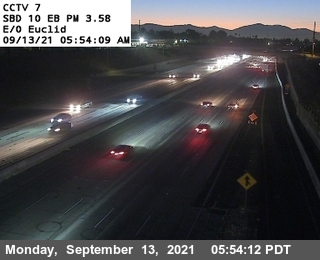 CCTV 7
SBD 10 EB PM 3.58
E/O Euclid
09/13/21 05:54:09 AM
Monday, September 13, 2021 05:54:12 PDT